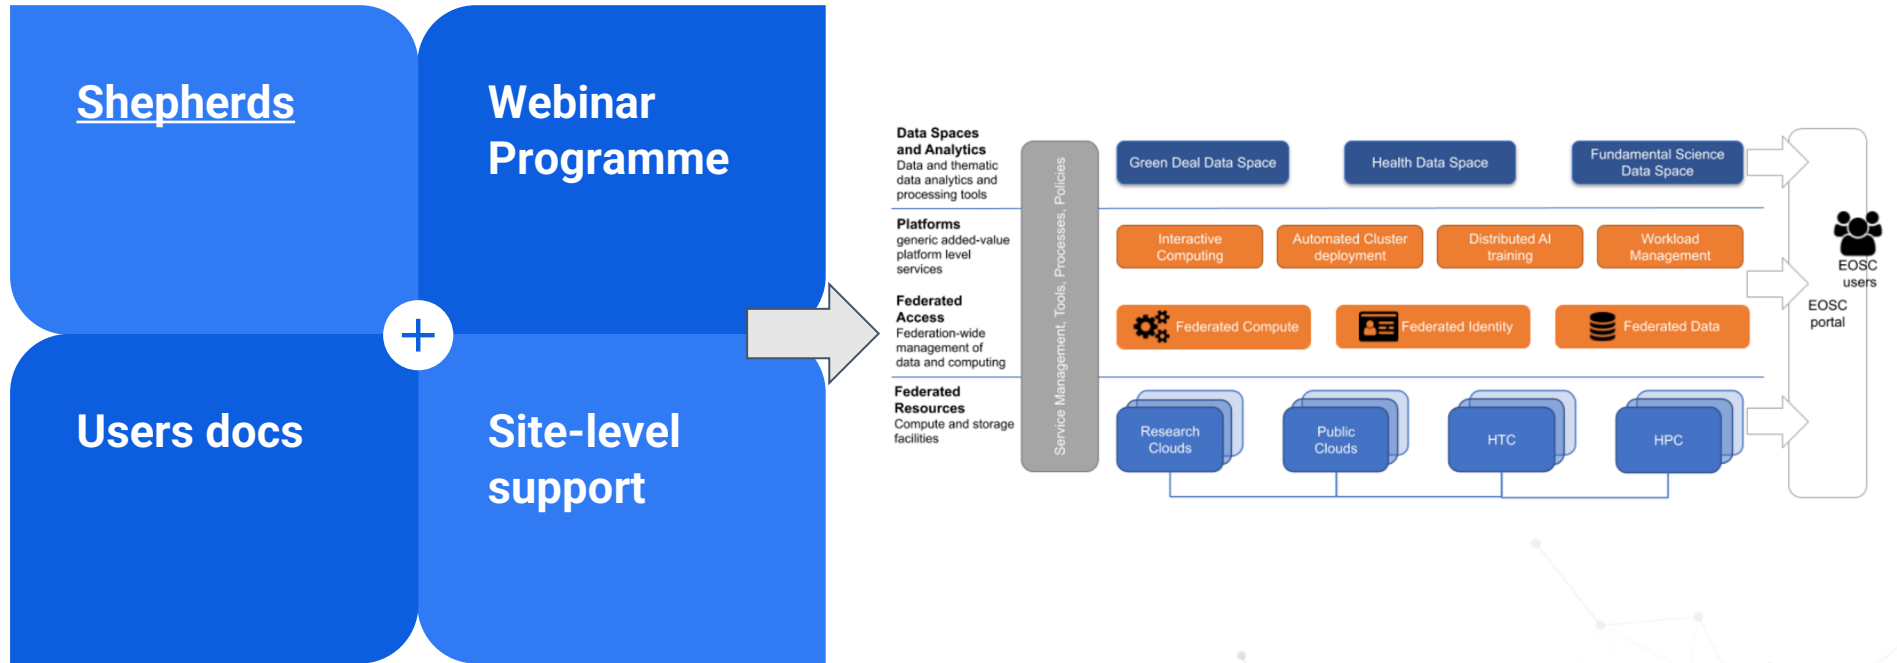 Shepherds
Webinar
Programme
Users docs
Site-level
support
Data Spaces
and Analytics
Data and thematic
data analytics and
processing tools
Platforms
generic added-value
platform level
services
Federated
Access
Federation-wide
management of
data and computing
Federated
Resources
Compute and storage
facilities
Service Management, Tools, Processes, Policies
Green Deal Data Space
Health Data Space
Fundamental Science
Data Space
Interactive
Computing
Automated Cluster
deployment
Distributed AI
training
Workload
Management
Federated Compute
Federated Identity
Federated Data
Research
Clouds
Public
Clouds
HTC
HPC
EOSC
users
EOSC
portal